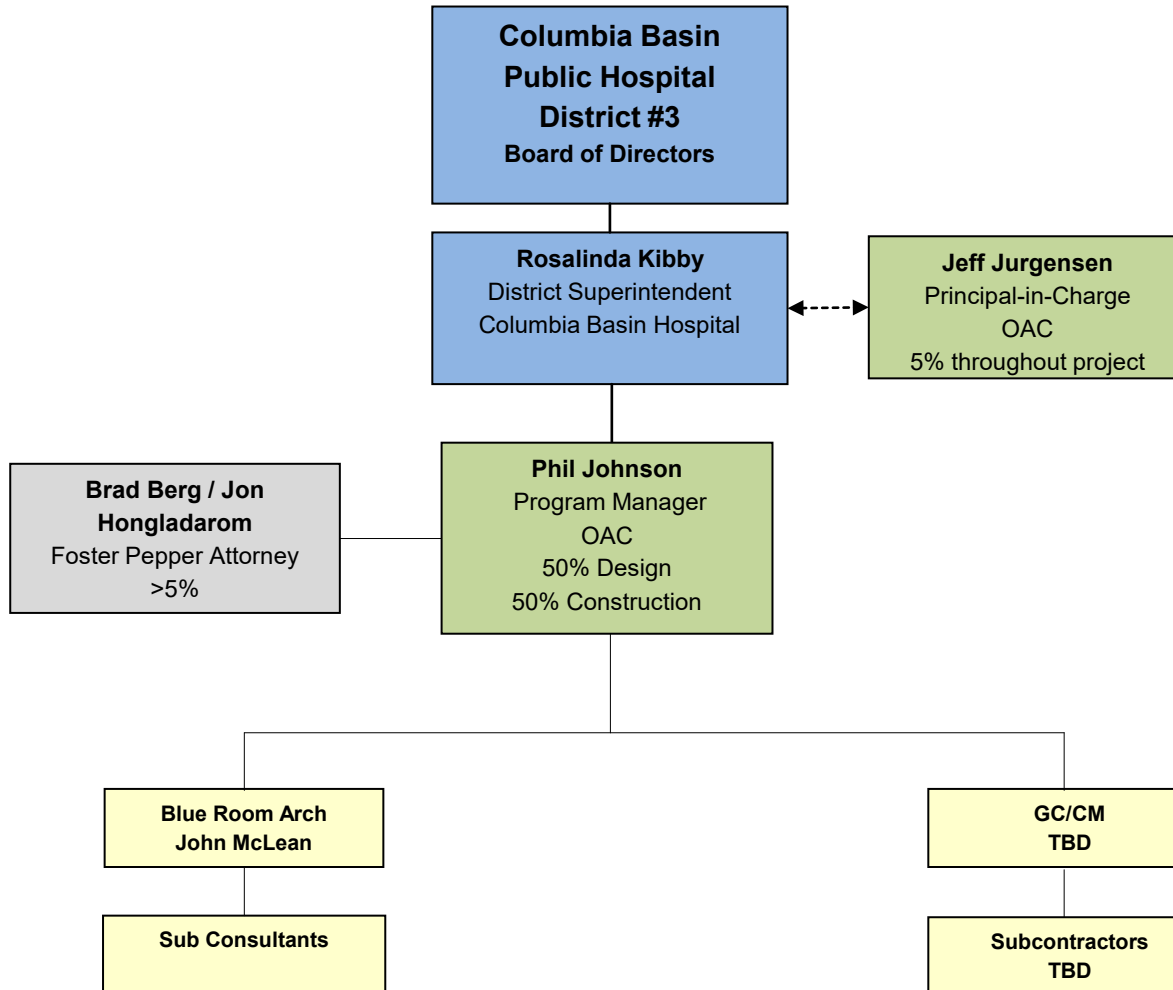 Columbia Basin
Public Hospital
District #3
Board of Directors
Rosalinda Kibby
District Superintendent
Columbia Basin Hospital
Jeff Jurgensen
Principal-in-Charge
OAC
5% throughout project
Brad Berg / Jon
Hongladarom
Foster Pepper Attorney
>5%
Phil Johnson
Program Manager
OAC
50% Design
50% Construction
Blue Room Arch
John McLean
GC/CM
TBD
Sub Consultants
Subcontractors
TBD